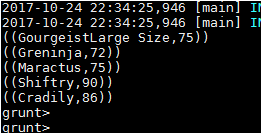 2017-10-24 22:34:25,946 [main] IN
2017-10-24 22:34:25,946 [main] IN
((GourgeistLarge Size,75))
((Greninja,72))
((Maractus,75))
((Shiftry,90))
((Cradily,86))
grunt>
grunt>